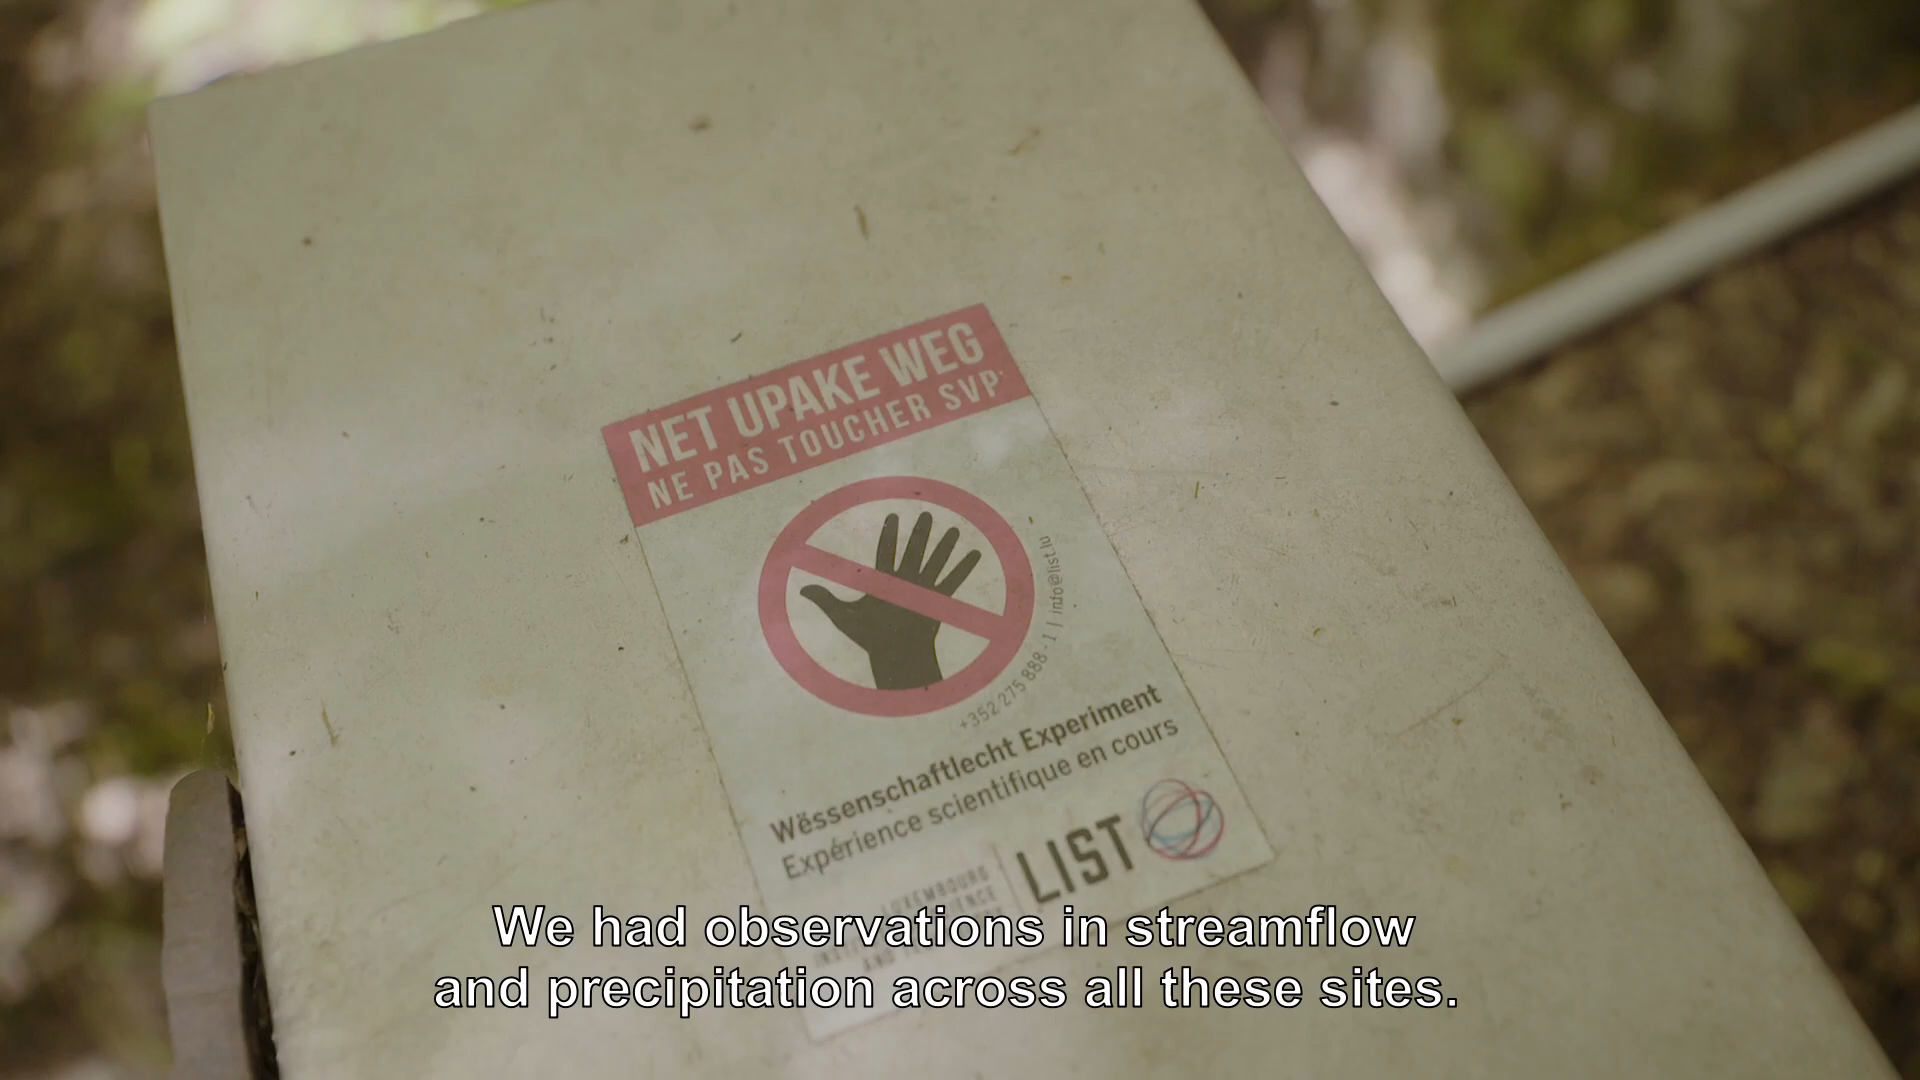 NET UPAKE WEG
NE PAS TOUCHER SVP
+352 275 888 - 1 | info@list.lu
Wëssenschaftlecht Experiment
Expérience scientifique en cours
LUXEMBOURG
LIST
We had observations in streamflow
and precipitation across all these sites.